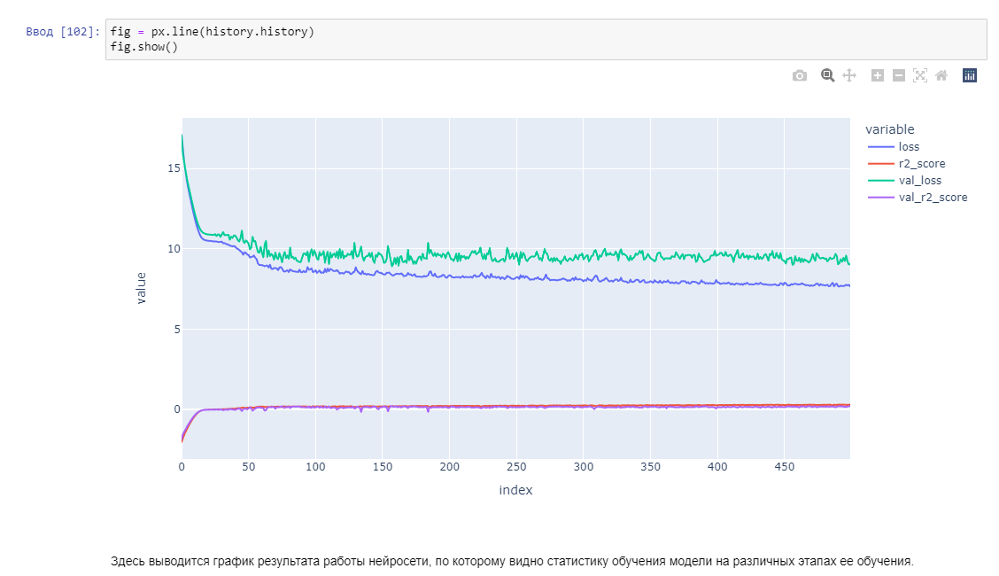 Ввод [102]: fig = px.line(history.history)
fig.show()
variable
loss
r2_score
val_loss
val_r2_score
15
10
5
0
value
0 50 100 150 200 250 300 350 400 450
index
Здесь выводится график результата работы нейросети, по которому видно статистику обучения модели на различных этапах ее обучения.